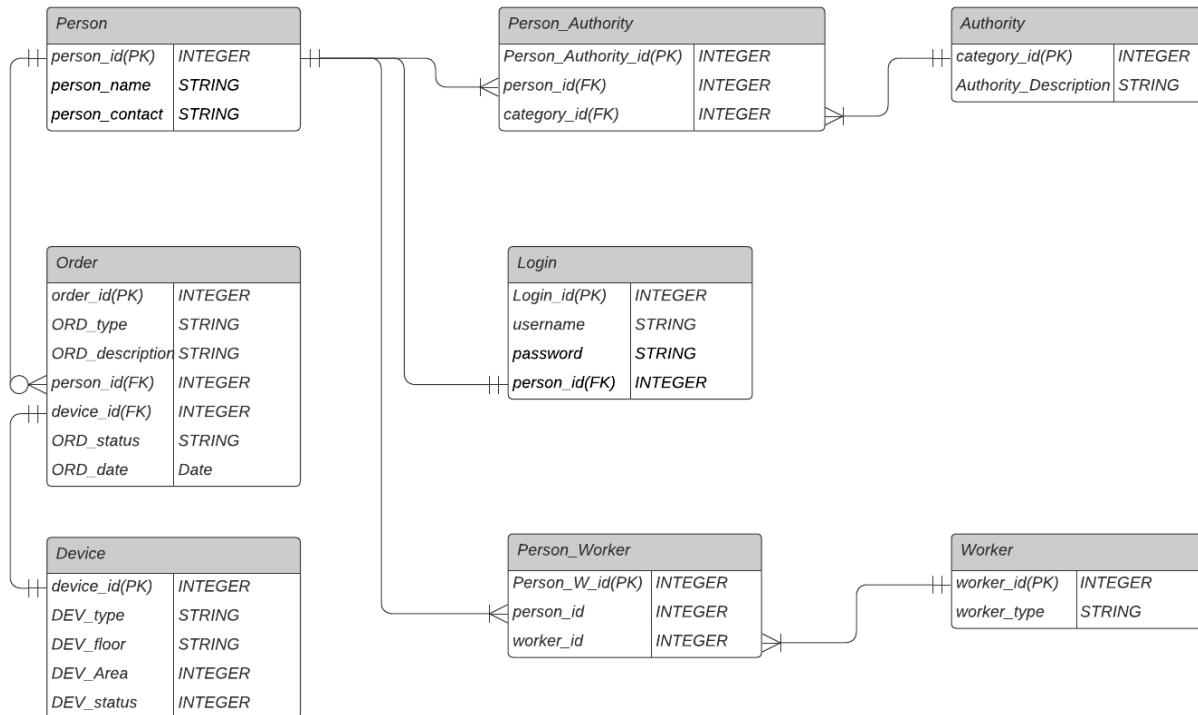 Person
person_id(PK) INTEGER
person_name STRING
person_contact STRING
Person_Authority
Person_Authority_id(PK) INTEGER
person_id(FK) INTEGER
category_id(FK) INTEGER
Authority
category_id(PK) INTEGER
Authority_Description STRING
Order
order_id(PK) INTEGER
ORD_type STRING
ORD_description STRING
person_id(FK) INTEGER
device_id(FK) INTEGER
ORD_status STRING
ORD_date Date
Login
Login_id(PK) INTEGER
username STRING
password STRING
person_id(FK) INTEGER
Device
device_id(PK) INTEGER
DEV_type STRING
DEV_floor STRING
DEV_Area INTEGER
DEV_status INTEGER
Person_Worker
Person_W_id(PK) INTEGER
person_id INTEGER
worker_id INTEGER
Worker
worker_id(PK) INTEGER
worker_type STRING